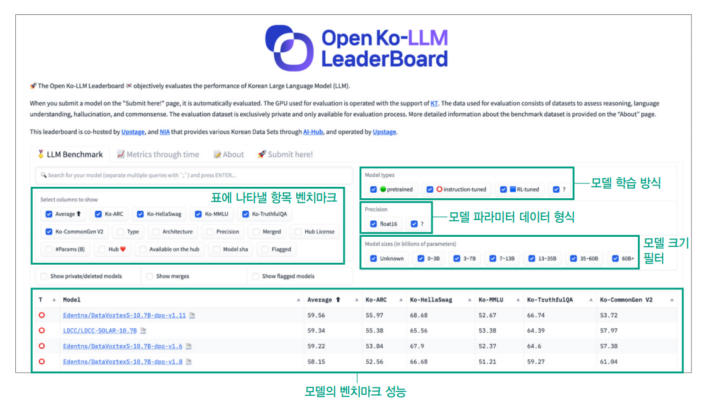 Open Ko-LLM
LeaderBoard
🚀 The Open Ko-LLM Leaderboard 🇰🇷 objectively evaluates the performance of Korean Large Language Model (LLM).
When you submit a model on the "Submit here!" page, it is automatically evaluated. The GPU used for evaluation is operated with the support of KT. The data used for evaluation consists of datasets to assess reasoning, language
understanding, hallucination, and commonsense. The evaluation dataset is exclusively private and only available for evaluation process. More detailed information about the benchmark dataset is provided on the "About" page.
This leaderboard is co-hosted by Upstage, and NIA that provides various Korean Data Sets through AI-Hub, and operated by Upstage.
🏅 LLM Benchmark 📈 Metrics through time 📝 About 🚀 Submit here!
🔍 Search for your model (separate multiple queries with `;`) and press ENTER...
표에 나타낼 항목 벤치마크
Select columns to show
Average ⬆️ Ko-ARC Ko-HellaSwag Ko-MMLU Ko-TruthfulQA
Ko-CommonGen V2 Type Architecture Precision Merged Hub License
#Params (B) Hub ❤️ Available on the hub Model sha Flagged
Show private/deleted models Show merges Show flagged models
Model types
🟢 pretrained ⭕ instruction-tuned 🟦 RL-tuned ?
모델 학습 방식
Precision
float16 ?
모델 파라미터 데이터 형식
Model sizes (in billions of parameters)
Unknown 0~3B 3~7B 7~13B 13~35B 35~60B 60B+
모델 크기
필터
T Model Average ⬆️ Ko-ARC Ko-HellaSwag Ko-MMLU Ko-TruthfulQA Ko-CommonGen V2
⭕ Edentns/DataVortexS-10.7B-dpo-v1.11 59.56 55.97 68.68 52.67 66.74 53.72
⭕ LDCC/LDCC-SOLAR-10.7B 59.34 55.38 65.56 53.38 64.39 57.97
⭕ Edentns/DataVortexS-10.7B-dpo-v1.6 59.22 53.84 67.9 52.37 64.6 57.38
⭕ Edentns/DataVortexS-10.7B-dpo-v1.8 58.15 52.56 66.68 51.21 59.27 61.04
모델의 벤치마크 성능